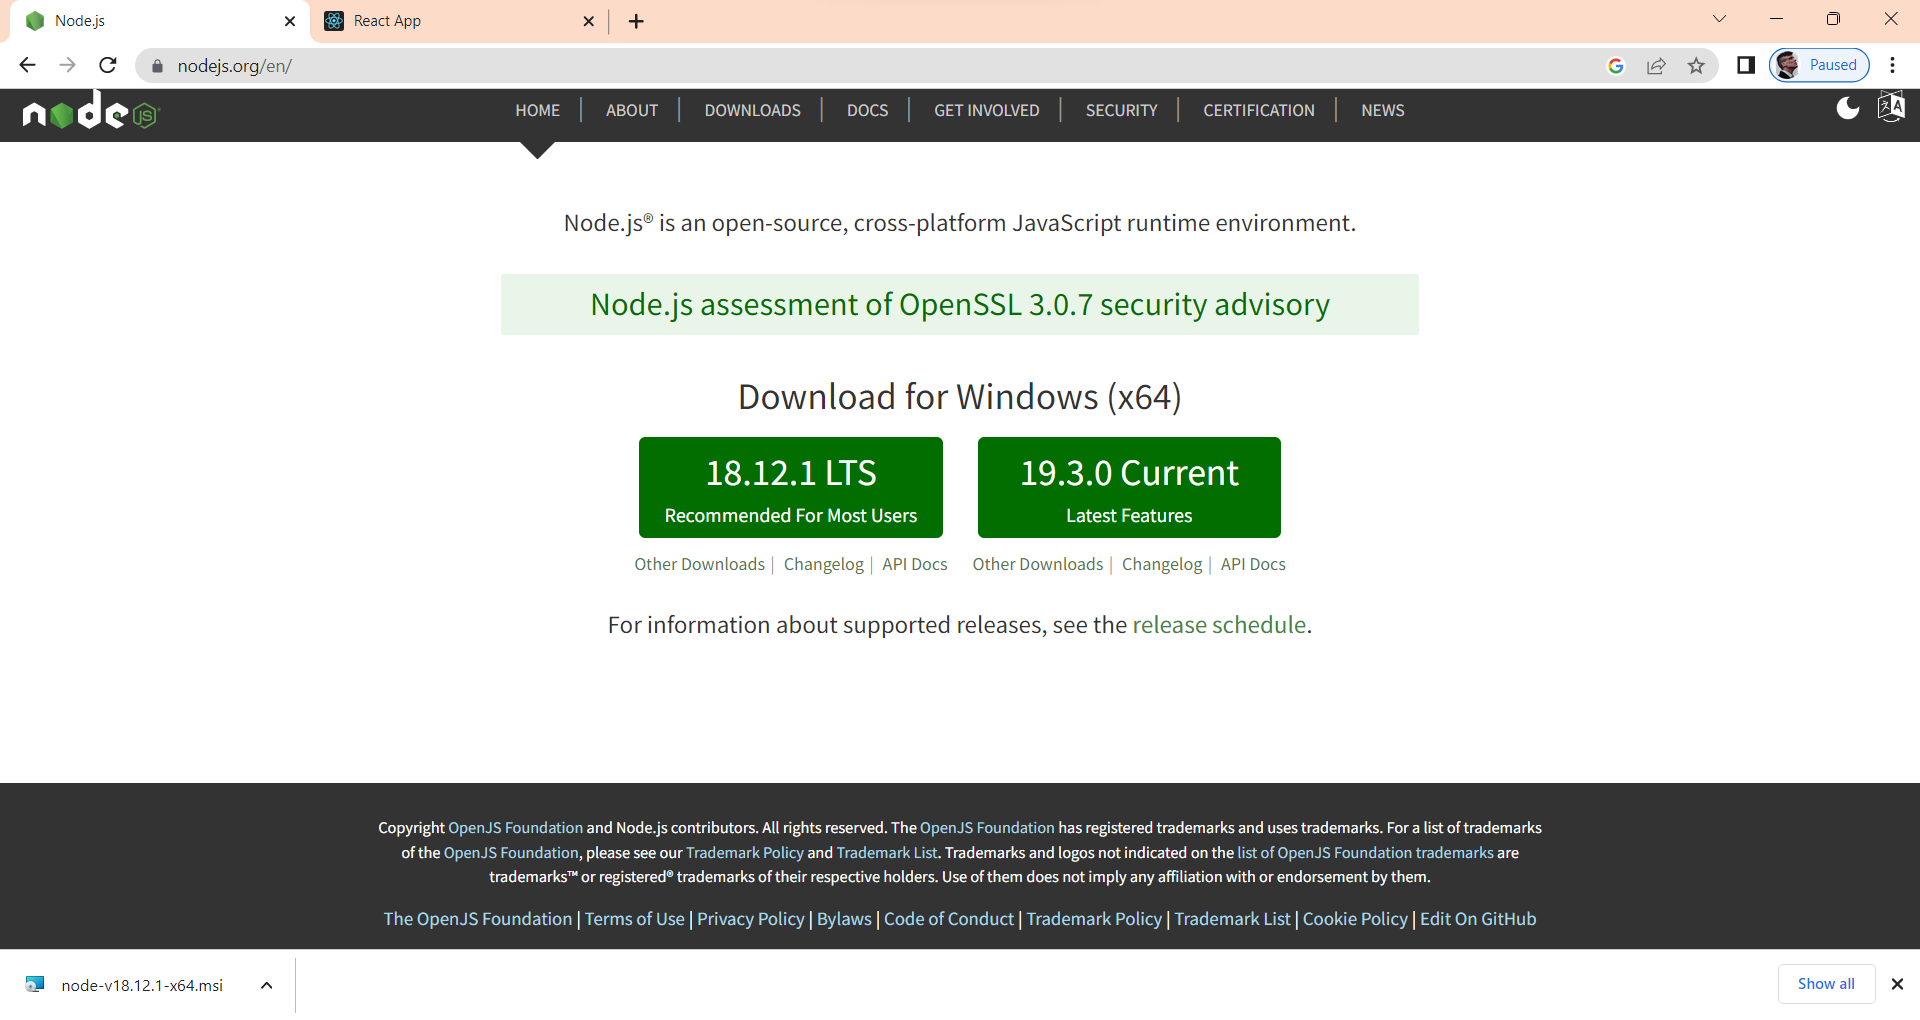 Node.js
React App
nodejs.org/en/
Paused
node JS
HOME | ABOUT | DOWNLOADS | DOCS | GET INVOLVED | SECURITY | CERTIFICATION | NEWS
Node.js® is an open-source, cross-platform JavaScript runtime environment.
Node.js assessment of OpenSSL 3.0.7 security advisory
Download for Windows (x64)
18.12.1 LTS
Recommended For Most Users
19.3.0 Current
Latest Features
Other Downloads | Changelog | API Docs
Other Downloads | Changelog | API Docs
For information about supported releases, see the release schedule.
Copyright OpenJS Foundation and Node.js contributors. All rights reserved. The OpenJS Foundation has registered trademarks and uses trademarks. For a list of trademarks
of the OpenJS Foundation, please see our Trademark Policy and Trademark List. Trademarks and logos not indicated on the list of OpenJS Foundation trademarks are
trademarks™ or registered® trademarks of their respective holders. Use of them does not imply any affiliation with or endorsement by them.
The OpenJS Foundation | Terms of Use | Privacy Policy | Bylaws | Code of Conduct | Trademark Policy | Trademark List | Cookie Policy | Edit On GitHub
node-v18.12.1-x64.msi
Show all